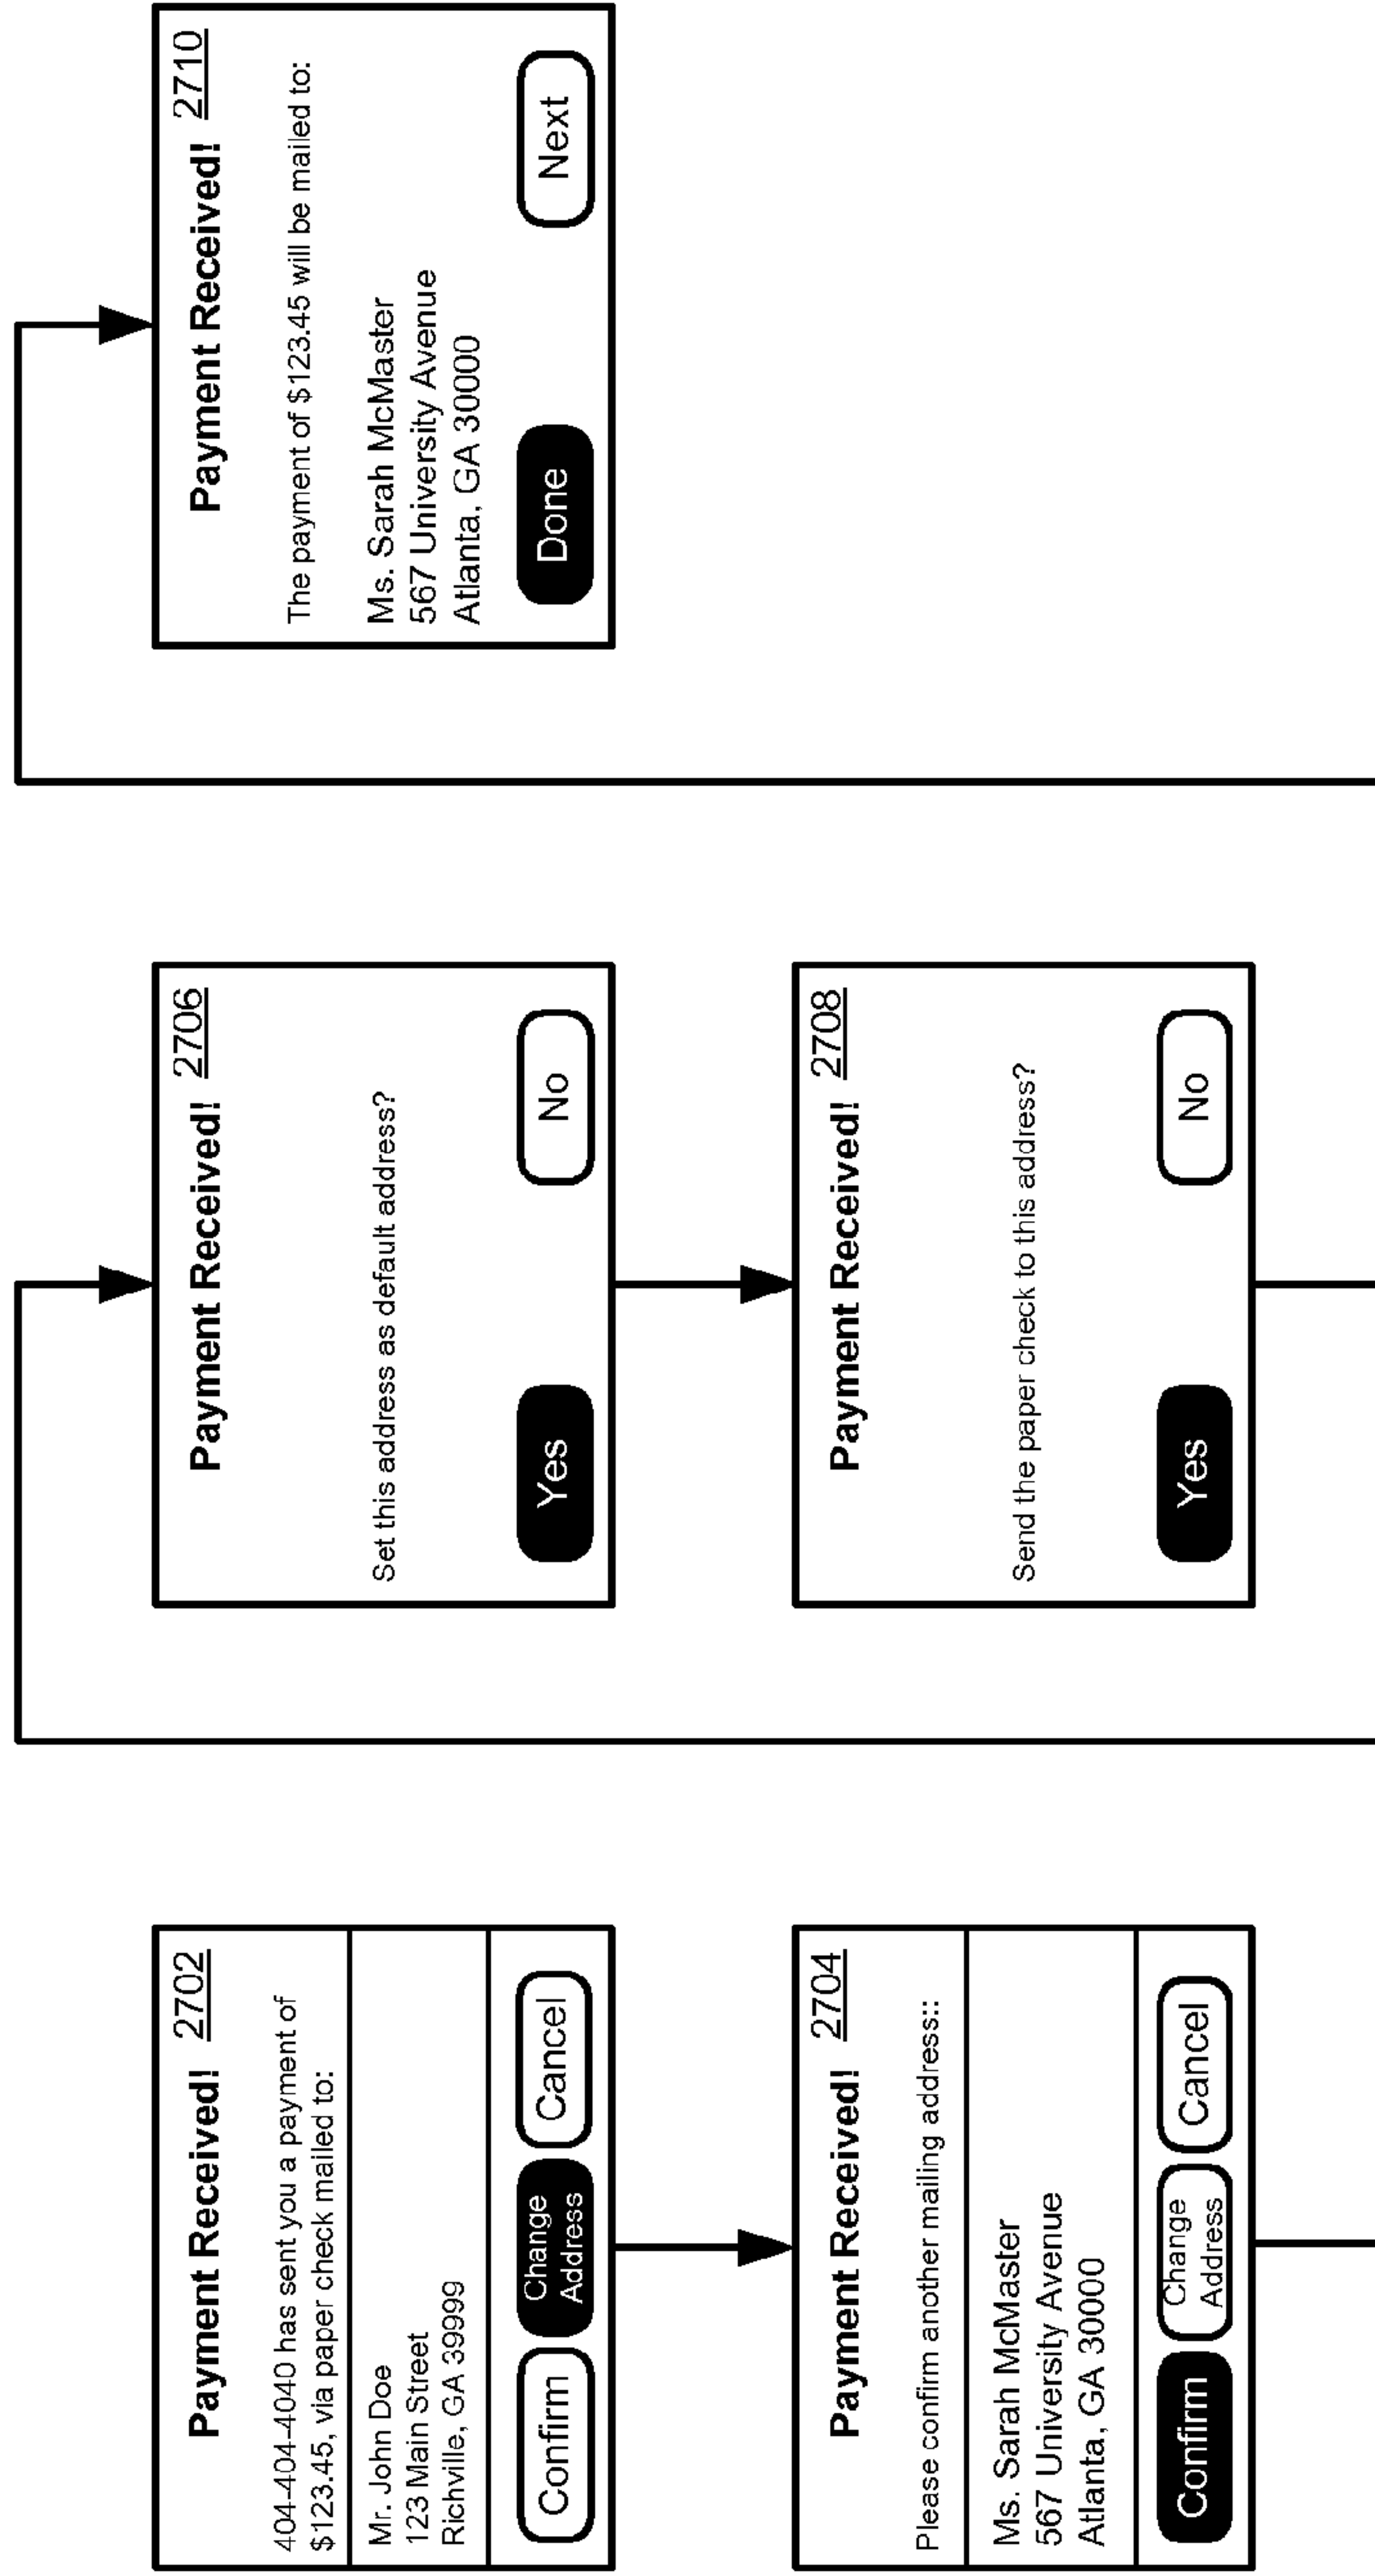 Payment Received! 2702
404-404-4040 has sent you a payment of
$123.45, via paper check mailed to:
Mr. John Doe
123 Main Street
Richville, GA 39999
Confirm
Change
Address
Cancel
Payment Received! 2704
Please confirm another mailing address::
Ms. Sarah McMaster
567 University Avenue
Atlanta, GA 30000
Confirm
Change
Address
Cancel
Payment Received! 2706
Set this address as default address?
Yes
No
Payment Received! 2708
Send the paper check to this address?
Yes
No
Payment Received! 2710
The payment of $123.45 will be mailed to:
Ms. Sarah McMaster
567 University Avenue
Atlanta, GA 30000
Done
Next